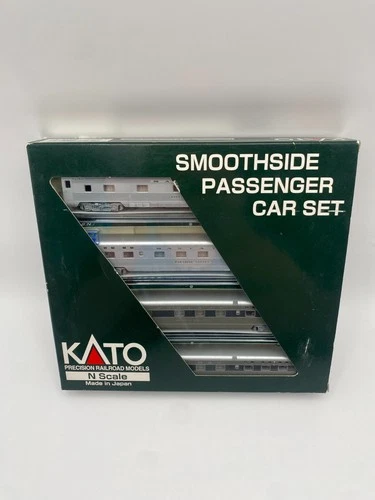 SMOOTHSIDE
PASSENGER
CAR SET
KATO
PRECISION RAILROAD MODELS
N Scale
Made in Japan